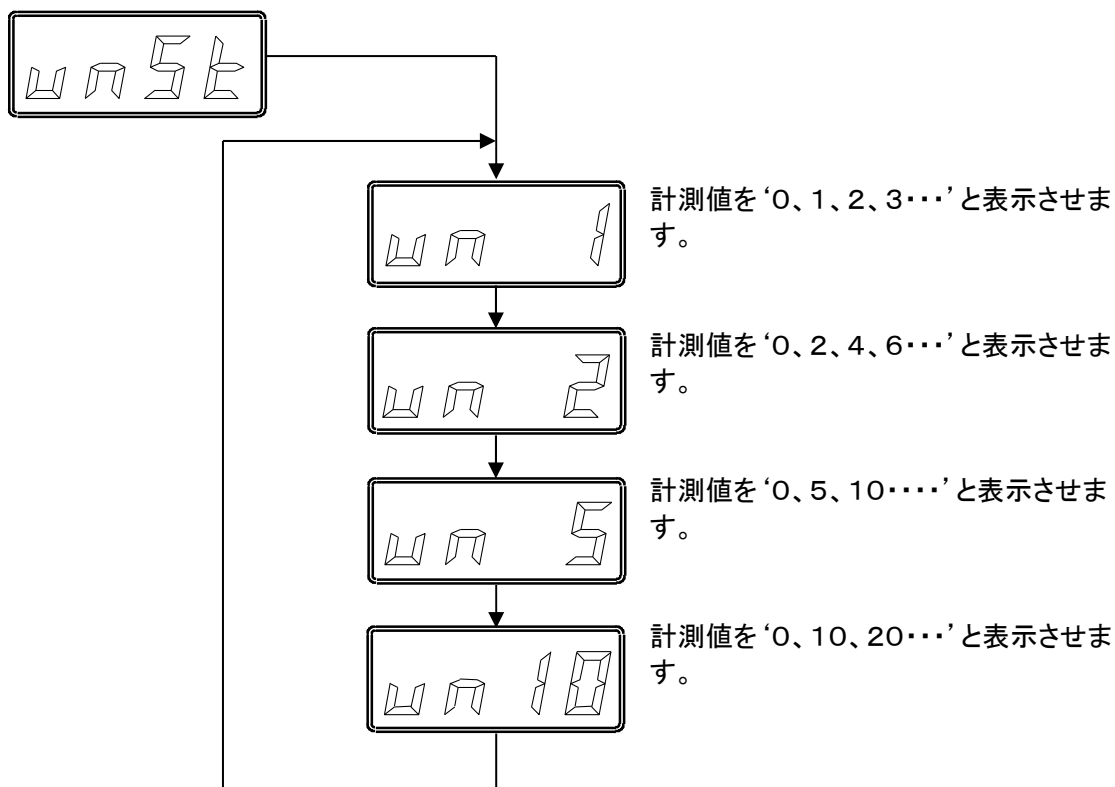 unSt
un 1
計測値を‘0、1、2、3・・・’と表示させま
す。
un 2
計測値を‘0、2、4、6・・・’と表示させま
す。
un 5
計測値を‘0、5、10・・・・’と表示させま
す。
un 10
計測値を‘0、10、20・・・’と表示させま
す。